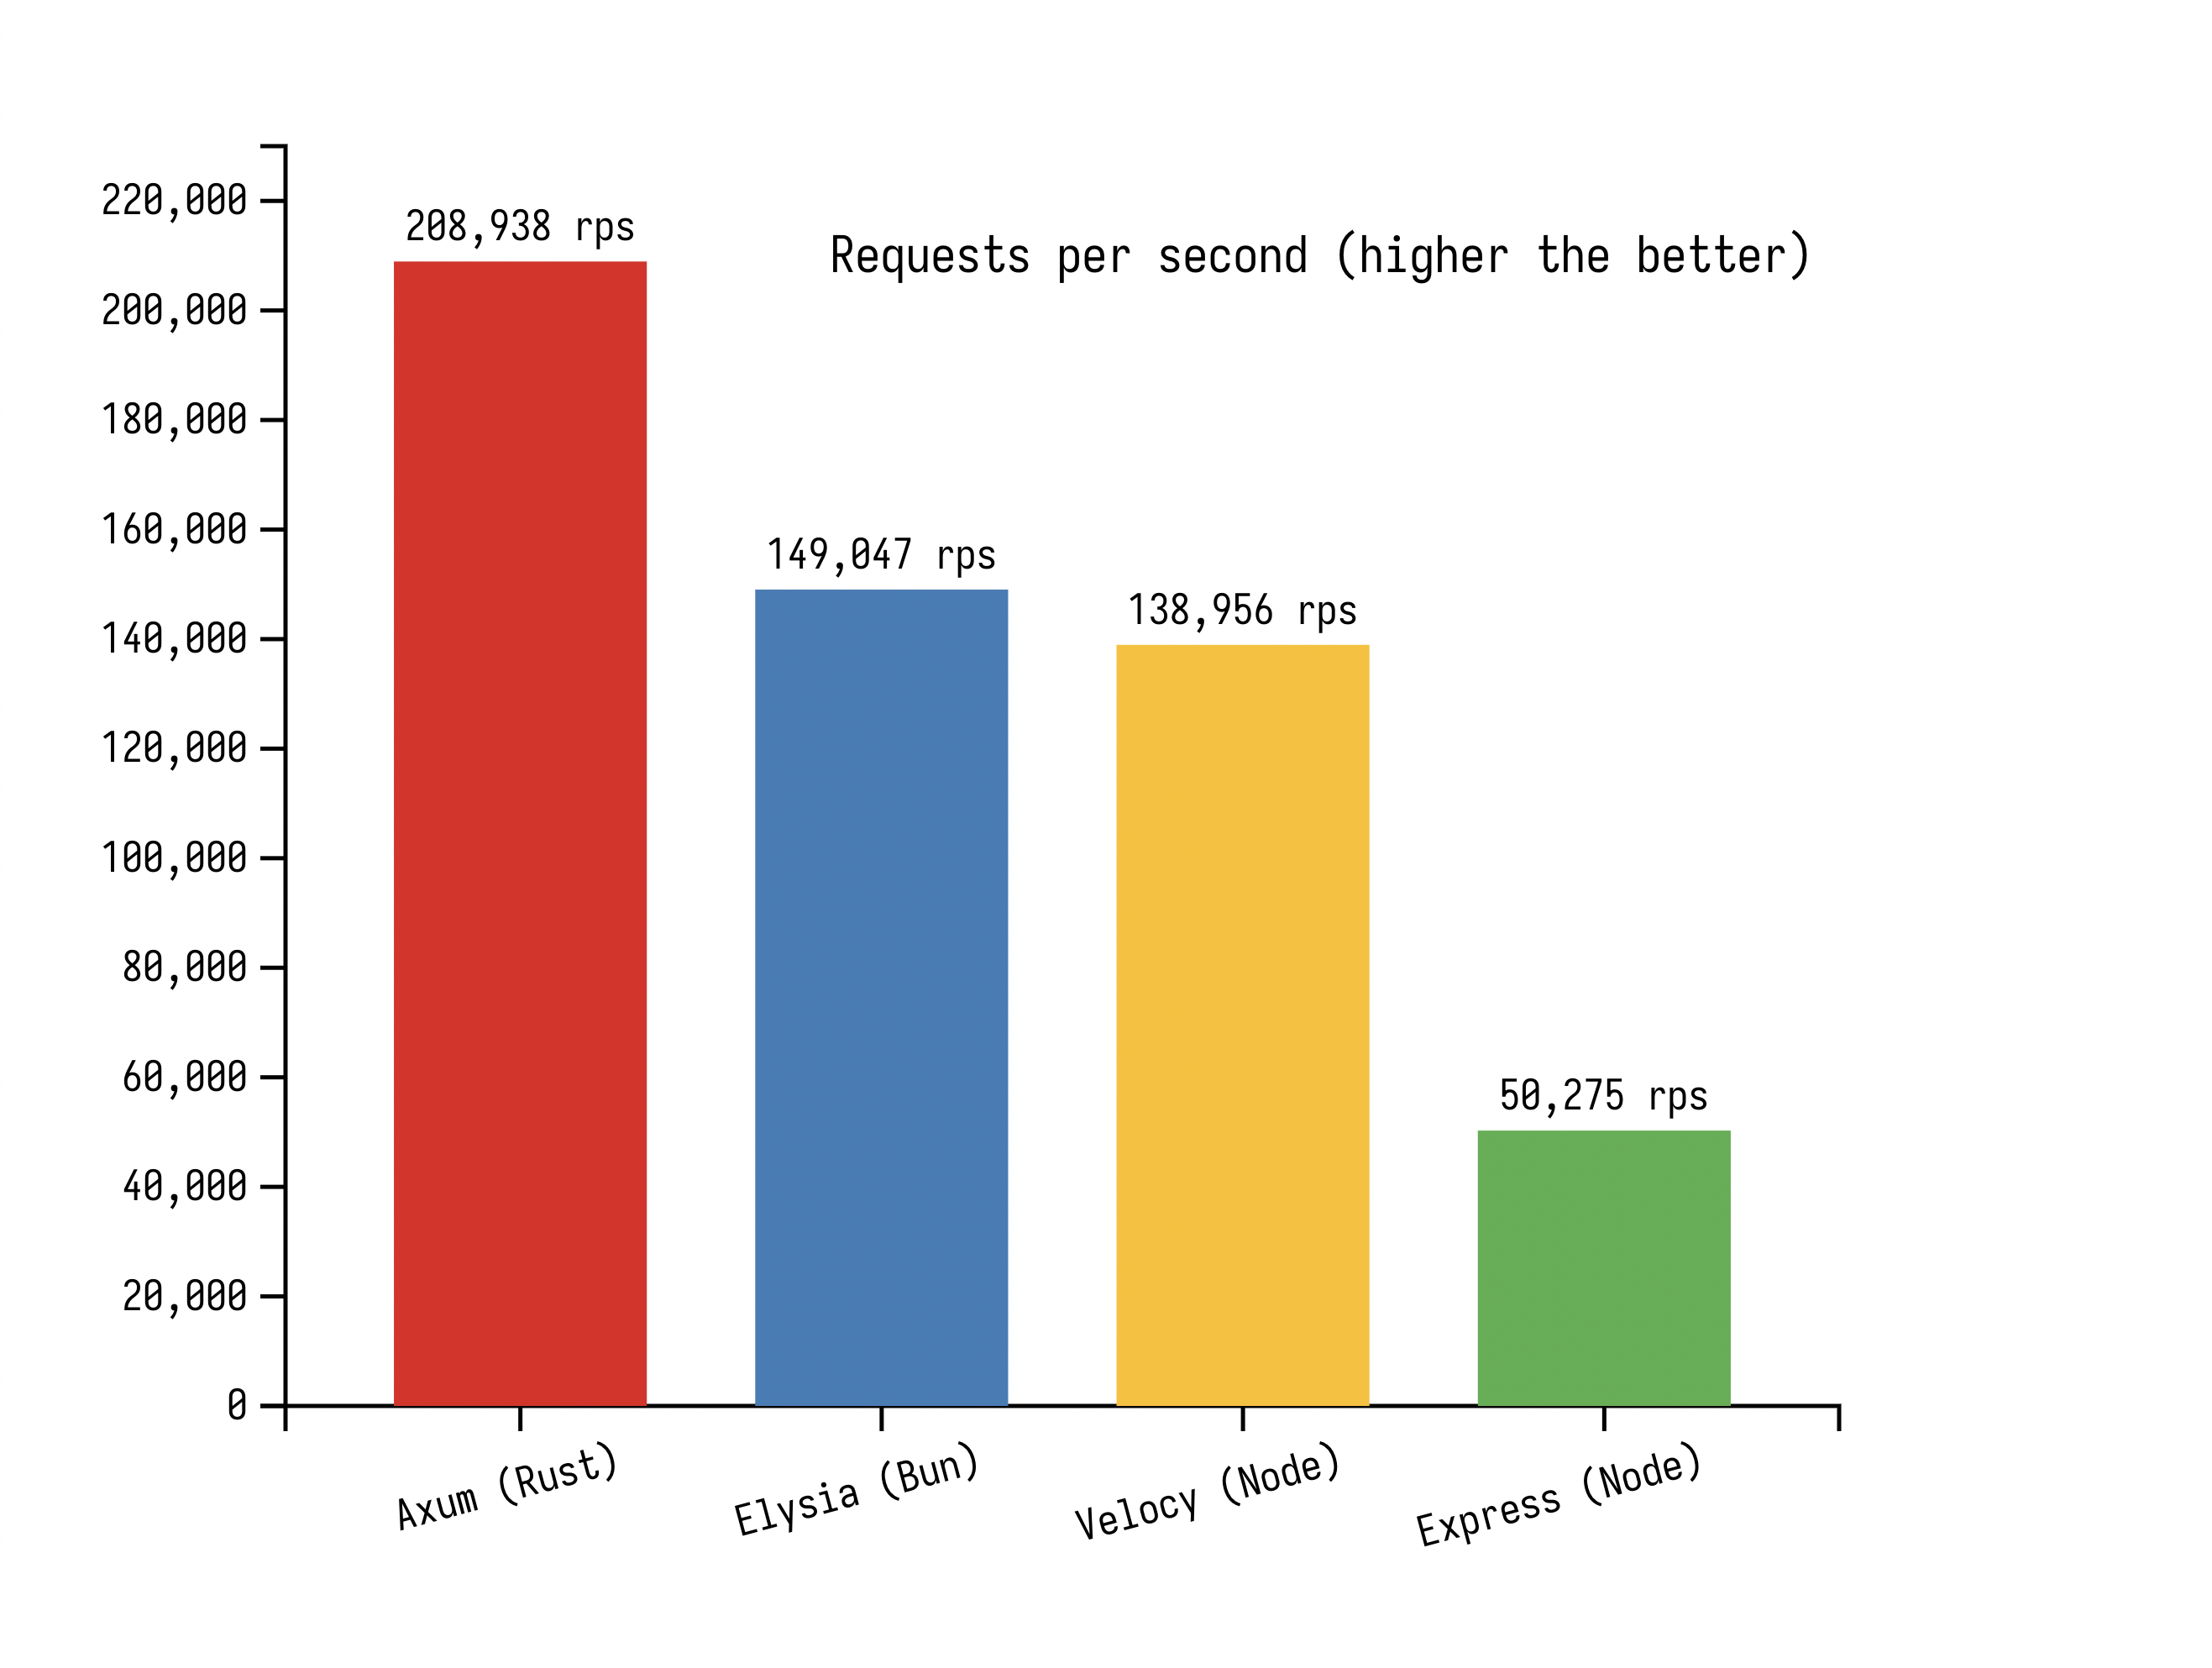 Requests per second (higher the better)
220,000
200,000
180,000
160,000
140,000
120,000
100,000
80,000
60,000
40,000
20,000
0
208,938 rps
149,047 rps
138,956 rps
50,275 rps
Axum (Rust)
Elysia (Bun)
Velocy (Node)
Express (Node)